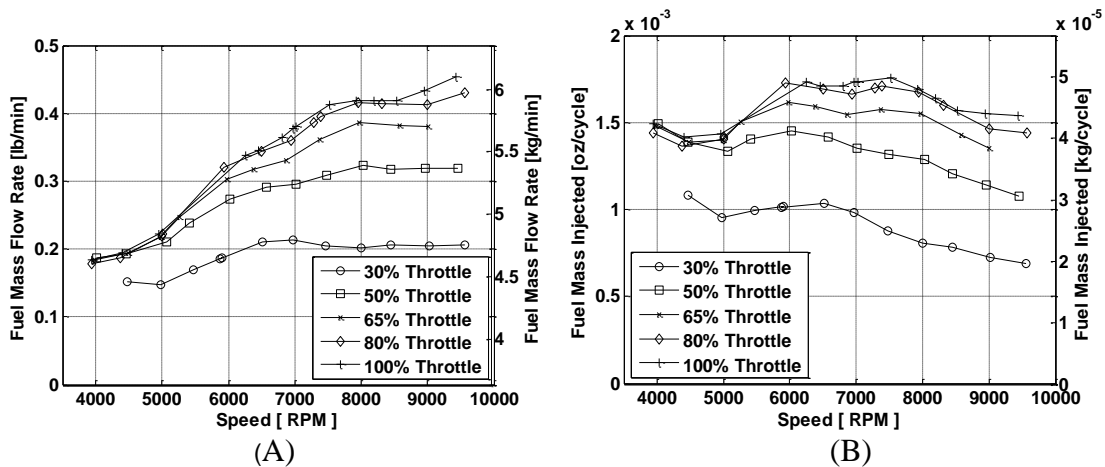 0.5
0.4
0.3
0.2
0.1
0
Fuel Mass Flow Rate [lb/min]
6
5.5
5
4.5
4
Fuel Mass Flow Rate [kg/min]
30% Throttle
50% Throttle
65% Throttle
80% Throttle
100% Throttle
4000 5000 6000 7000 8000 9000 10000
Speed [ RPM ]
(A)
x 10⁻³
2
1.5
1
0.5
0
Fuel Mass Injected [oz/cycle]
x 10⁻⁵
5
4
3
2
1
0
Fuel Mass Injected [kg/cycle]
30% Throttle
50% Throttle
65% Throttle
80% Throttle
100% Throttle
4000 5000 6000 7000 8000 9000 10000
Speed [ RPM ]
(B)